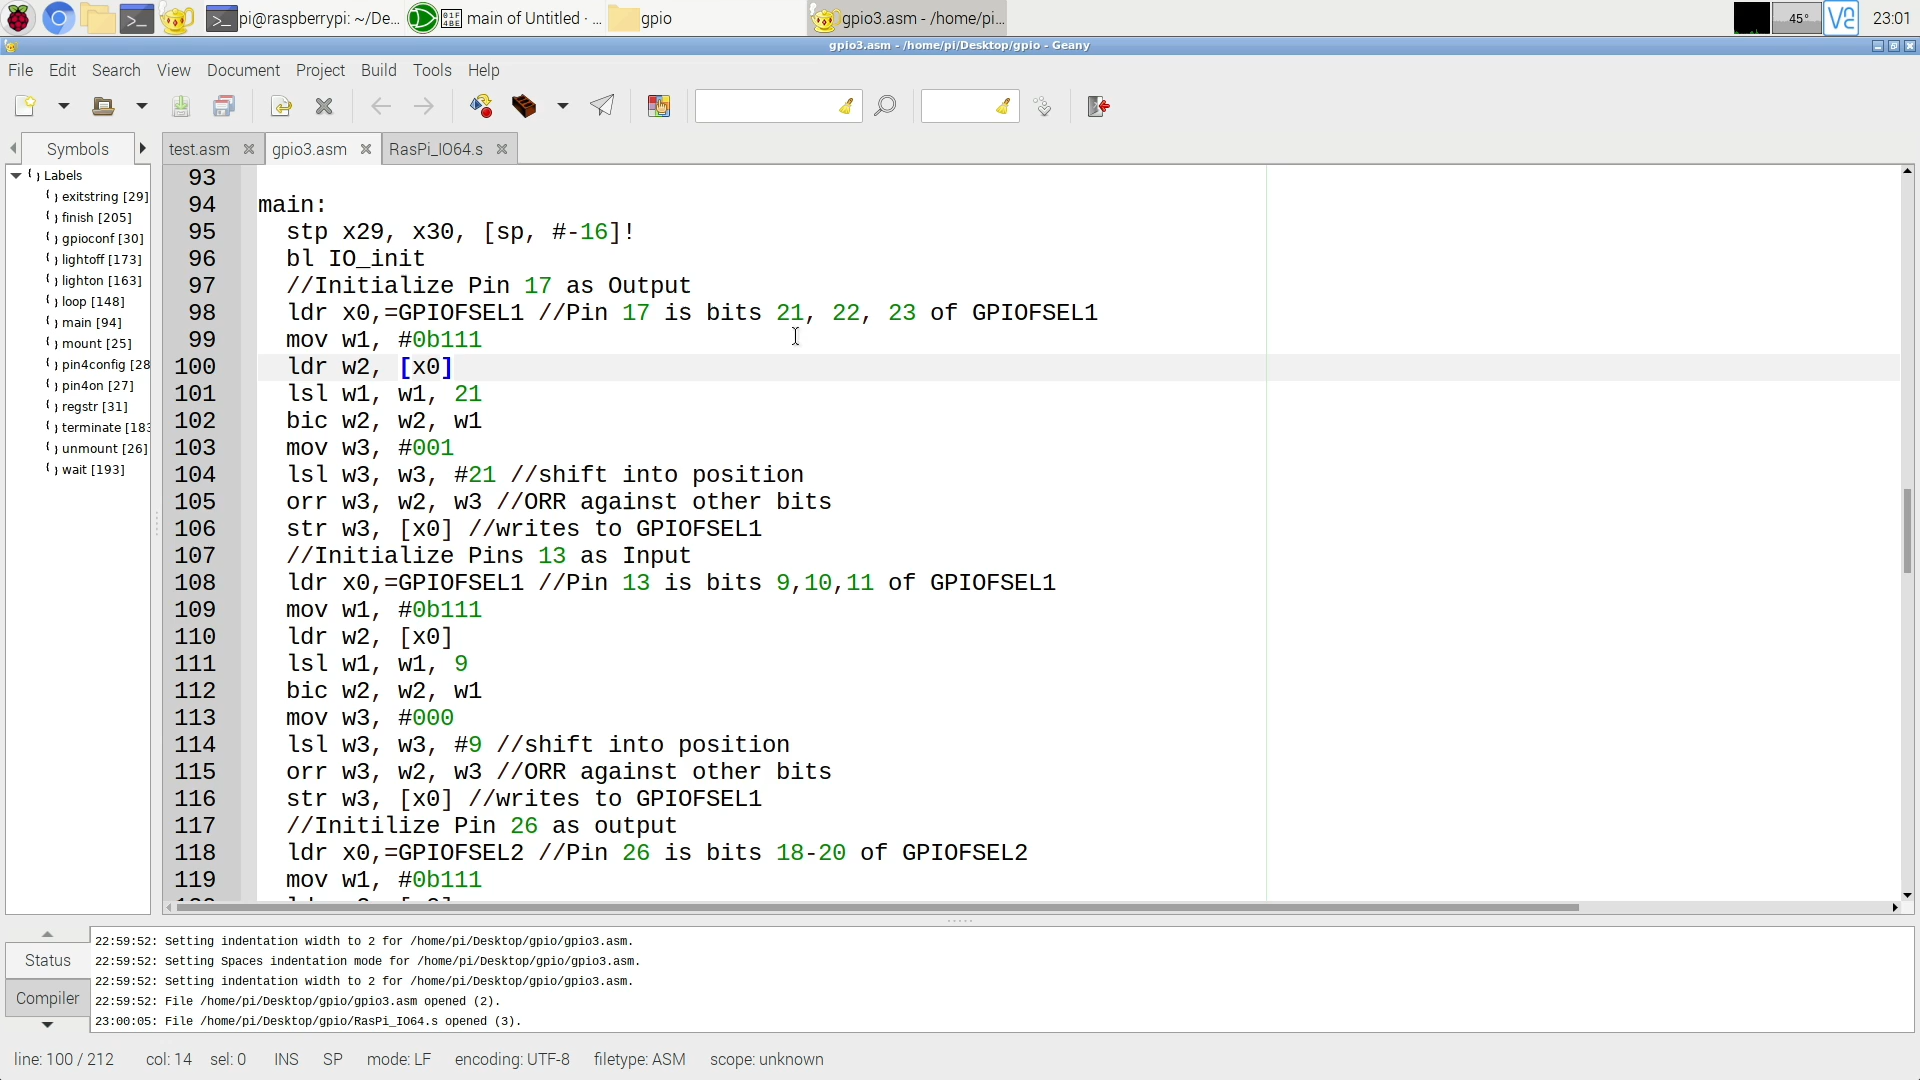 pi@raspberrypi: ~/De...
01F
4BE
main of Untitled · ...
gpio
gpio3.asm - /home/pi...
45°
V2
23:01
gpio3.asm - /home/pi/Desktop/gpio - Geany
File Edit Search View Document Project Build Tools Help
Symbols
test.asm
gpio3.asm
RasPi_IO64.s
Labels
exitstring [29]
finish [205]
gpioconf [30]
lightoff [173]
lighton [163]
loop [148]
main [94]
mount [25]
pin4config [28
pin4on [27]
regstr [31]
terminate [183
unmount [26]
wait [193]
93
94 main:
95 stp x29, x30, [sp, #-16]!
96 bl IO_init
97 //Initialize Pin 17 as Output
98 ldr x0,=GPIOFSEL1 //Pin 17 is bits 21, 22, 23 of GPIOFSEL1
99 mov w1, #0b111
100 ldr w2, [x0]
101 lsl w1, w1, 21
102 bic w2, w2, w1
103 mov w3, #001
104 lsl w3, w3, #21 //shift into position
105 orr w3, w2, w3 //ORR against other bits
106 str w3, [x0] //writes to GPIOFSEL1
107 //Initialize Pins 13 as Input
108 ldr x0,=GPIOFSEL1 //Pin 13 is bits 9,10,11 of GPIOFSEL1
109 mov w1, #0b111
110 ldr w2, [x0]
111 lsl w1, w1, 9
112 bic w2, w2, w1
113 mov w3, #000
114 lsl w3, w3, #9 //shift into position
115 orr w3, w2, w3 //ORR against other bits
116 str w3, [x0] //writes to GPIOFSEL1
117 //Initilize Pin 26 as output
118 ldr x0,=GPIOFSEL2 //Pin 26 is bits 18-20 of GPIOFSEL2
119 mov w1, #0b111
Status
Compiler
22:59:52: Setting indentation width to 2 for /home/pi/Desktop/gpio/gpio3.asm.
22:59:52: Setting Spaces indentation mode for /home/pi/Desktop/gpio/gpio3.asm.
22:59:52: Setting indentation width to 2 for /home/pi/Desktop/gpio/gpio3.asm.
22:59:52: File /home/pi/Desktop/gpio/gpio3.asm opened (2).
23:00:05: File /home/pi/Desktop/gpio/RasPi_IO64.s opened (3).
line: 100 / 212 col: 14 sel: 0 INS SP mode: LF encoding: UTF-8 filetype: ASM scope: unknown